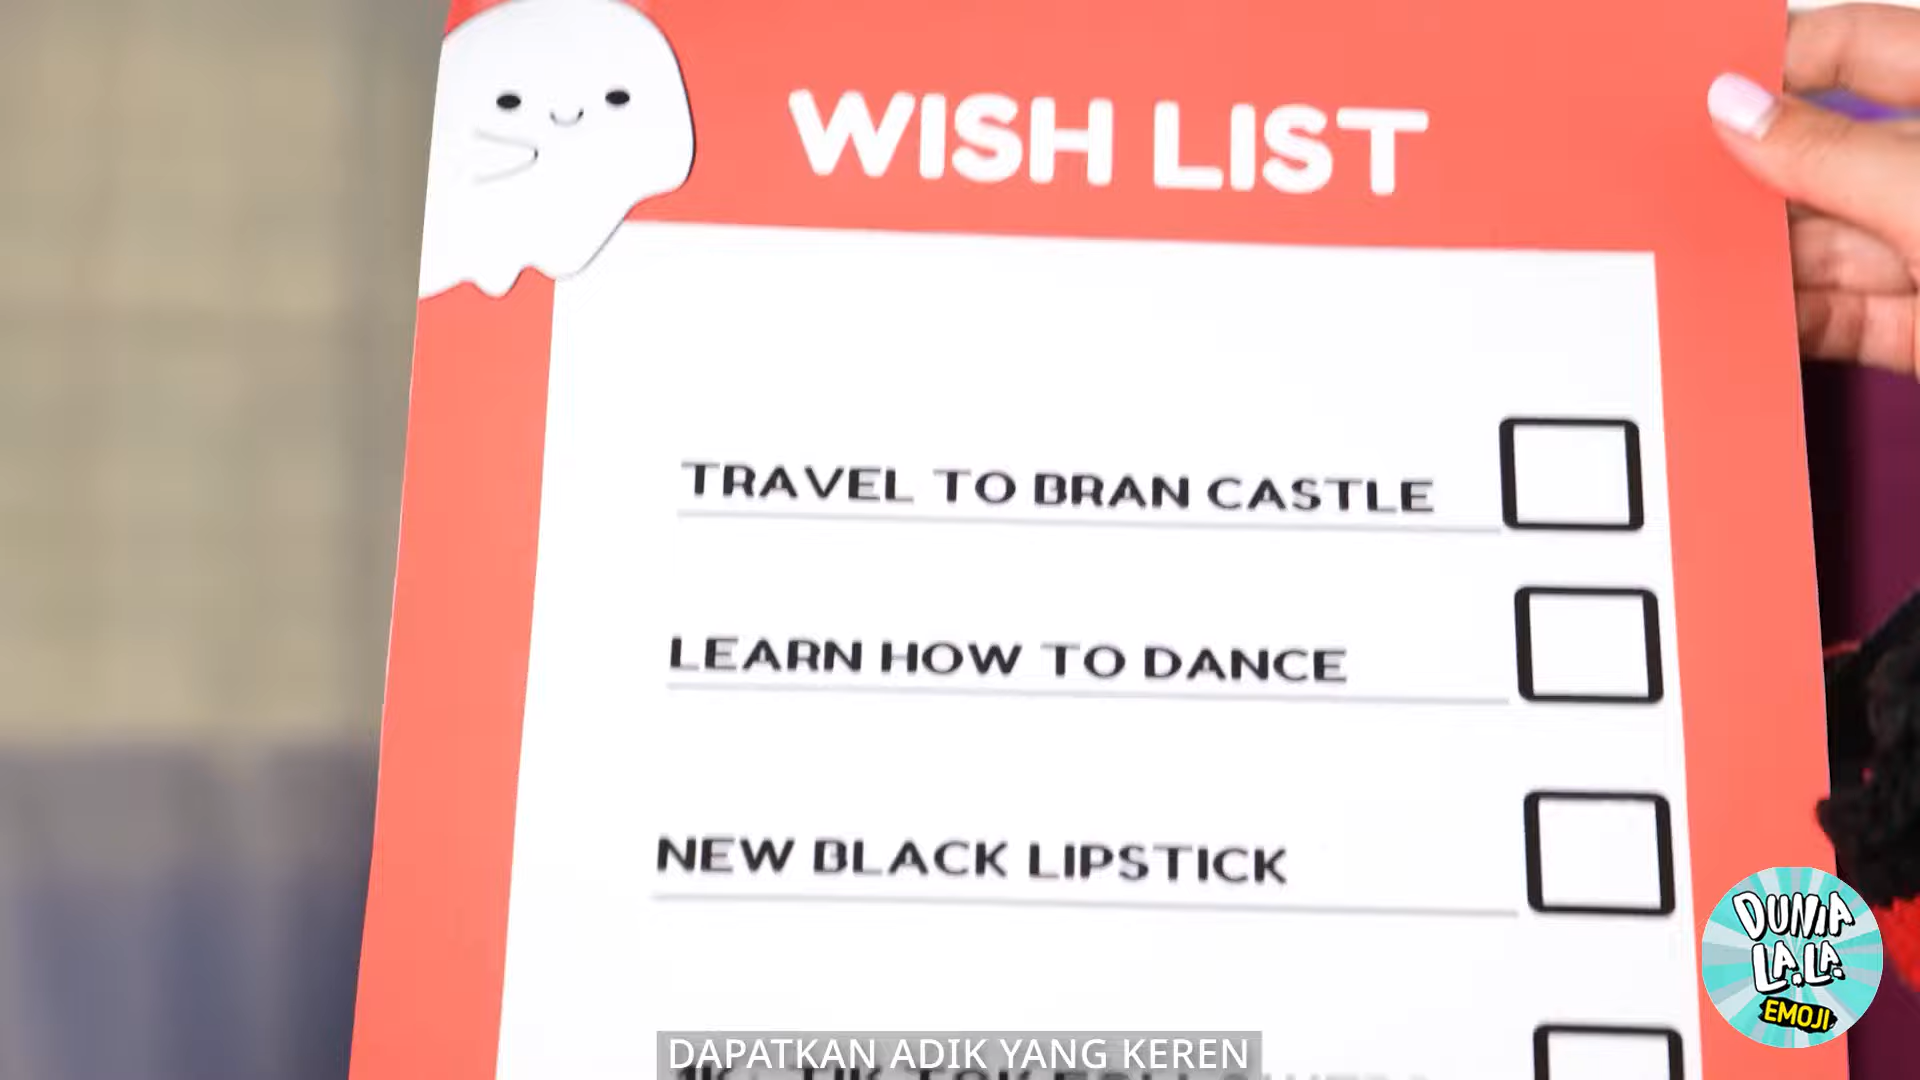 WISH LIST
TRAVEL TO BRAN CASTLE
LEARN HOW TO DANCE
NEW BLACK LIPSTICK
DUNIA
LA.LA.
EMOJI
DAPATKAN ADIK YANG KEREN